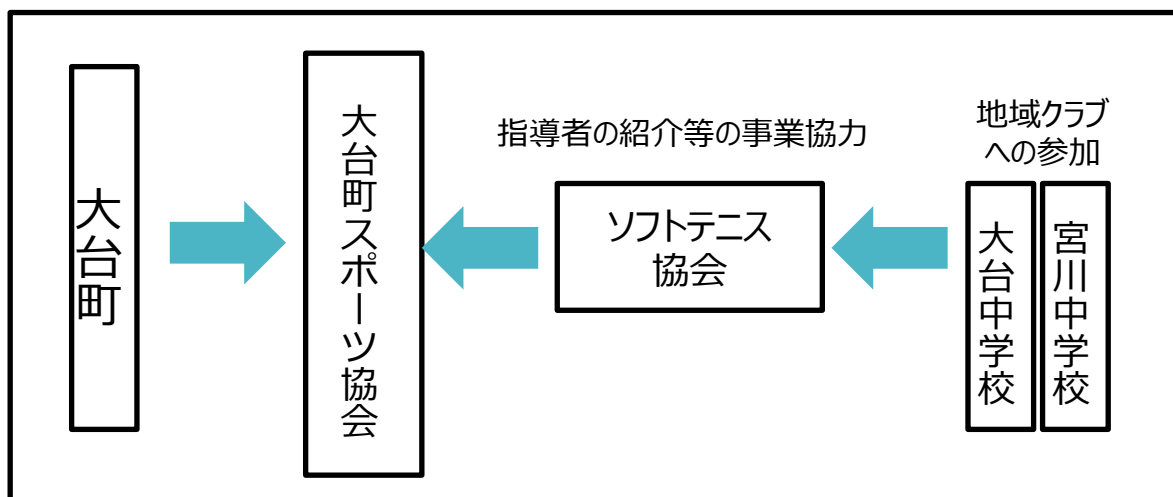 大台町
大台町スポーツ協会
指導者の紹介等の事業協力
ソフトテニス
協会
地域クラブ
への参加
大台中学校
宮川中学校